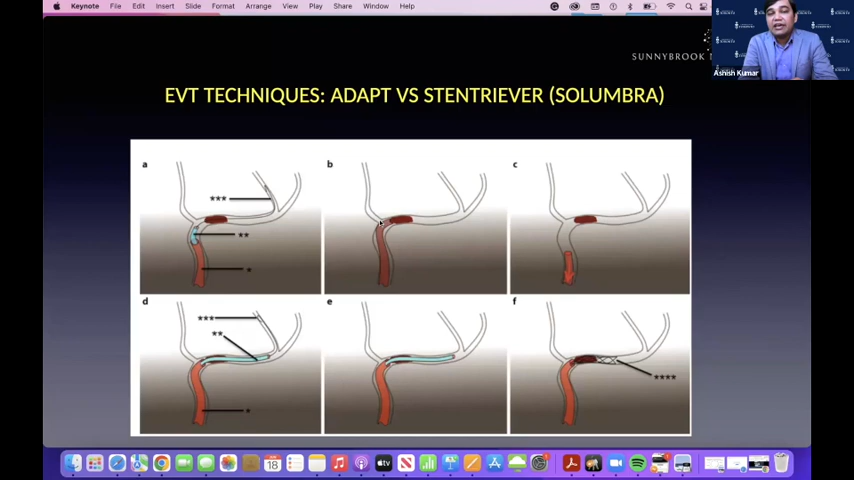 Keynote File Edit Insert Slide Format Arrange View Play Share Window Help
SUNNYBROOK
Ashish Kumar
EVT TECHNIQUES: ADAPT VS STENTRIEVER (SOLUMBRA)
a b c
***
**
*
d e f
***
**
****
*